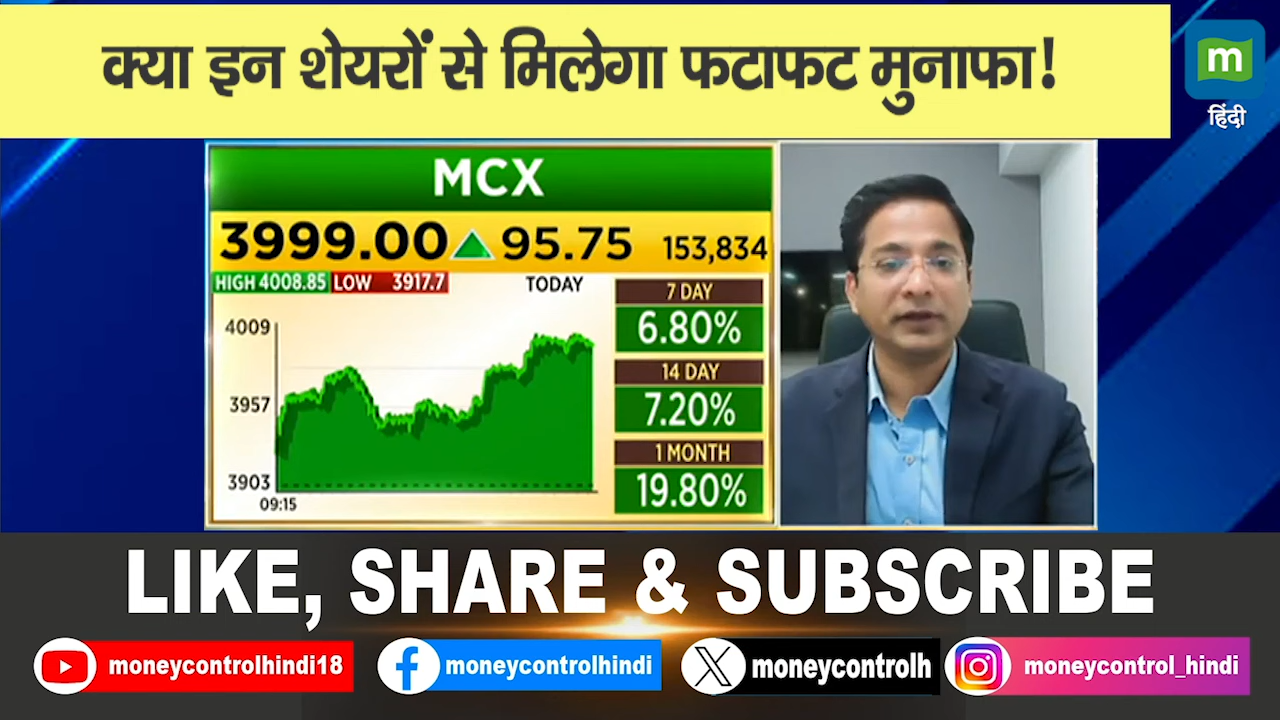 क्या इन शेयरों से मिलेगा फटाफट मुनाफा!
m
हिंदी
MCX
3999.00 ▲ 95.75 153,834
HIGH 4008.85 LOW 3917.7
TODAY
4009
3957
3903
09:15
7 DAY
6.80%
14 DAY
7.20%
1 MONTH
19.80%
LIKE, SHARE & SUBSCRIBE
moneycontrolhindi18
moneycontrolhindi
moneycontrolh
moneycontrol_hindi